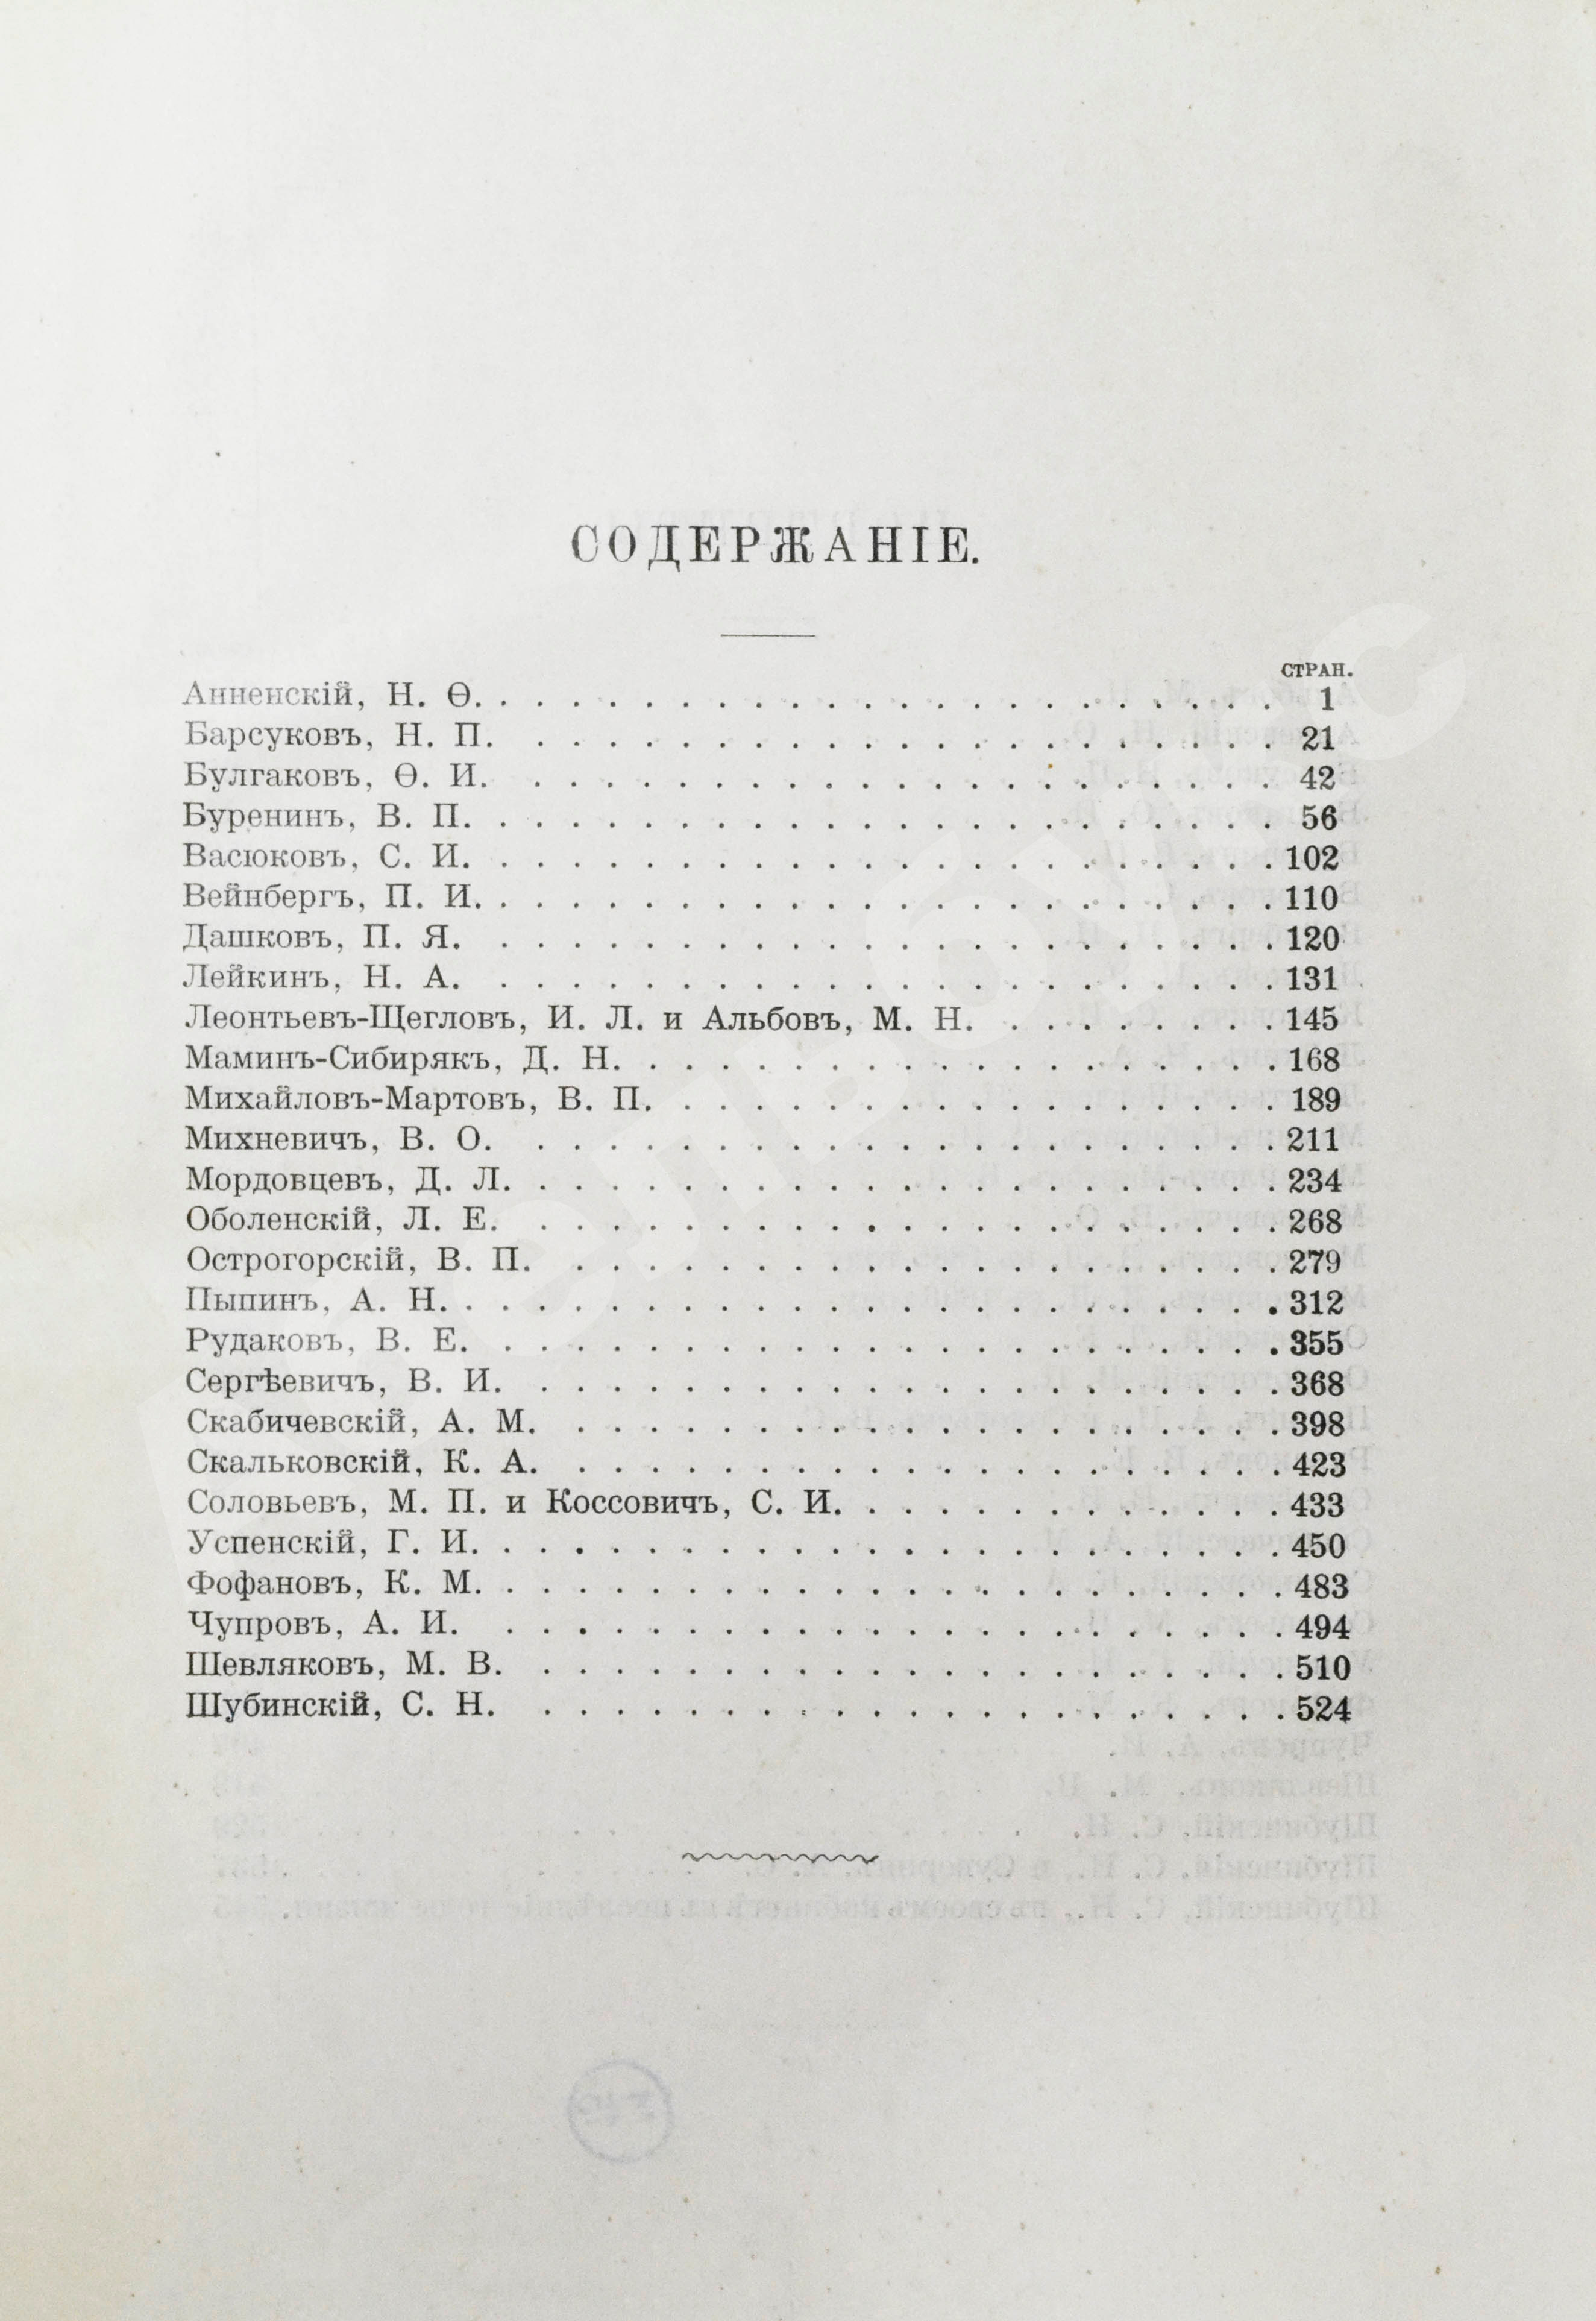 СОДЕРЖАНІЕ.
СТРАН.
Анненскій, Н. Ѳ. . . . . . . . . . . . . . . . . . . . . . . 1
Барсуковъ, Н. П. . . . . . . . . . . . . . . . . . . . . . 21
Булгаковъ, Ѳ. И. . . . . . . . . . . . . . . . . . . . . . 42
Буренинъ, В. П. . . . . . . . . . . . . . . . . . . . . . . 56
Васюковъ, С. И. . . . . . . . . . . . . . . . . . . . . . . 102
Вейнбергъ, П. И. . . . . . . . . . . . . . . . . . . . . . . 110
Дашковъ, П. Я. . . . . . . . . . . . . . . . . . . . . . . 120
Лейкинъ, Н. А. . . . . . . . . . . . . . . . . . . . . . . 131
Леонтьевъ-Щегловъ, И. Л. и Альбовъ, М. Н. . . . . . . . . 145
Маминъ-Сибирякъ, Д. Н. . . . . . . . . . . . . . . . . . . 168
Михайловъ-Мартовъ, В. П. . . . . . . . . . . . . . . . . . 189
Михневичъ, В. О. . . . . . . . . . . . . . . . . . . . . . 211
Мордовцевъ, Д. Л. . . . . . . . . . . . . . . . . . . . . . 234
Оболенскій, Л. Е. . . . . . . . . . . . . . . . . . . . . . 268
Острогорскій, В. П. . . . . . . . . . . . . . . . . . . . . 279
Пыпинъ, А. Н. . . . . . . . . . . . . . . . . . . . . . . . 312
Рудаковъ, В. Е. . . . . . . . . . . . . . . . . . . . . . . 355
Сергѣевичъ, В. И. . . . . . . . . . . . . . . . . . . . . . 368
Скабичевскій, А. М. . . . . . . . . . . . . . . . . . . . . 398
Скальковскій, К. А. . . . . . . . . . . . . . . . . . . . . 423
Соловьевъ, М. П. и Коссовичъ, С. И. . . . . . . . . . . . . 433
Успенскій, Г. И. . . . . . . . . . . . . . . . . . . . . . . 450
Фофановъ, К. М. . . . . . . . . . . . . . . . . . . . . . . 483
Чупровъ, А. И. . . . . . . . . . . . . . . . . . . . . . . 494
Шевляковъ, М. В. . . . . . . . . . . . . . . . . . . . . . 510
Шубинскій, С. Н. . . . . . . . . . . . . . . . . . . . . . 524